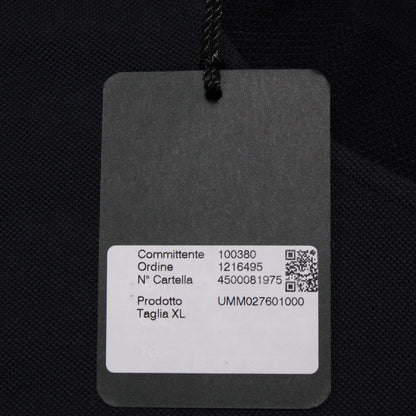 Committente 100380
Ordine 1216495
N° Cartella 4500081975
Prodotto UMM027601000
Taglia XL